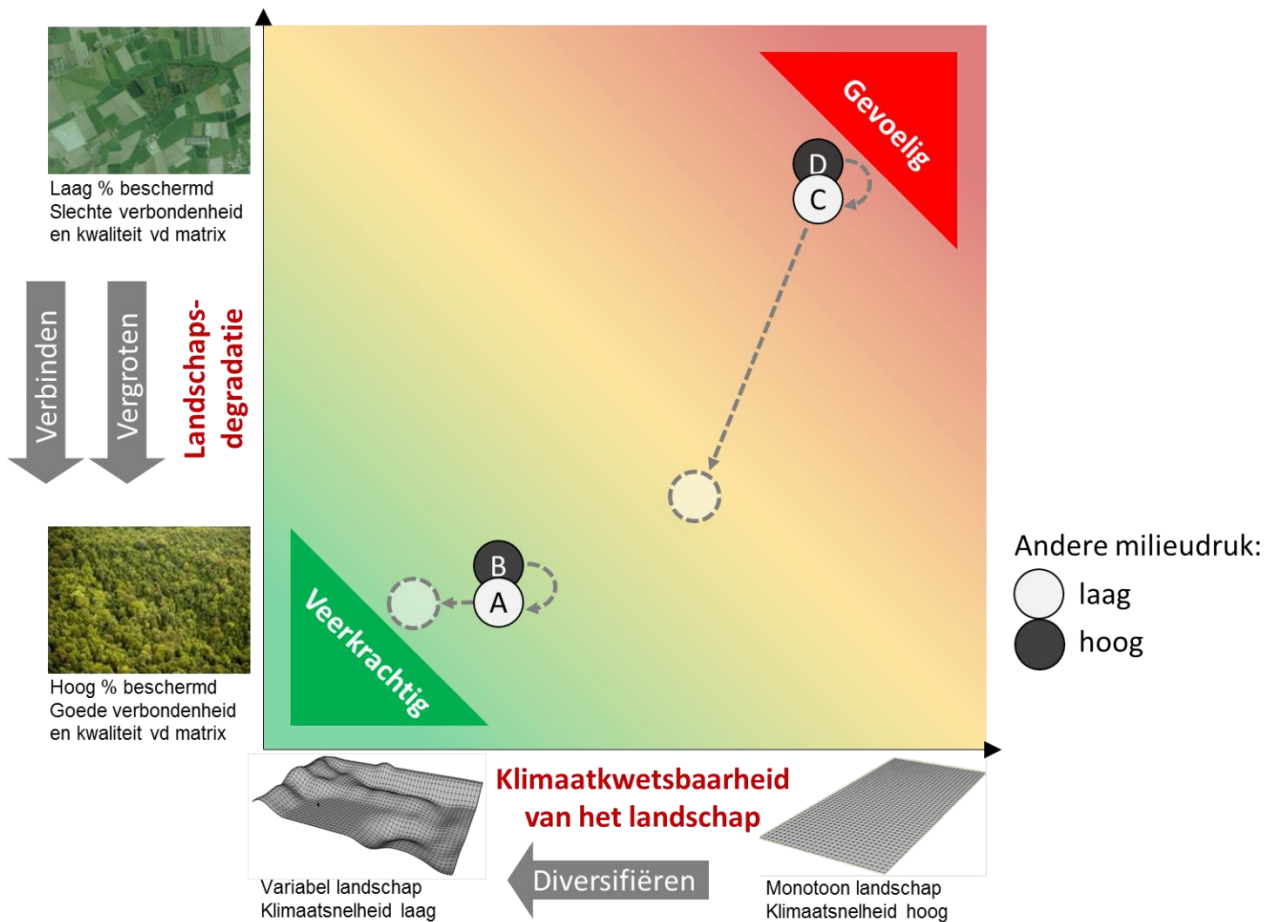 Laag % beschermd
Slechte verbondenheid
en kwaliteit vd matrix
Verbinden
Vergroten
Landschaps-
degradatie
Hoog % beschermd
Goede verbondenheid
en kwaliteit vd matrix
Gevoelig
D
C
B
A
Veerkrachtig
Andere milieudruk:
laag
hoog
Klimaatkwetsbaarheid
van het landschap
Diversifiëren
Variabel landschap
Klimaatsnelheid laag
Monotoon landschap
Klimaatsnelheid hoog